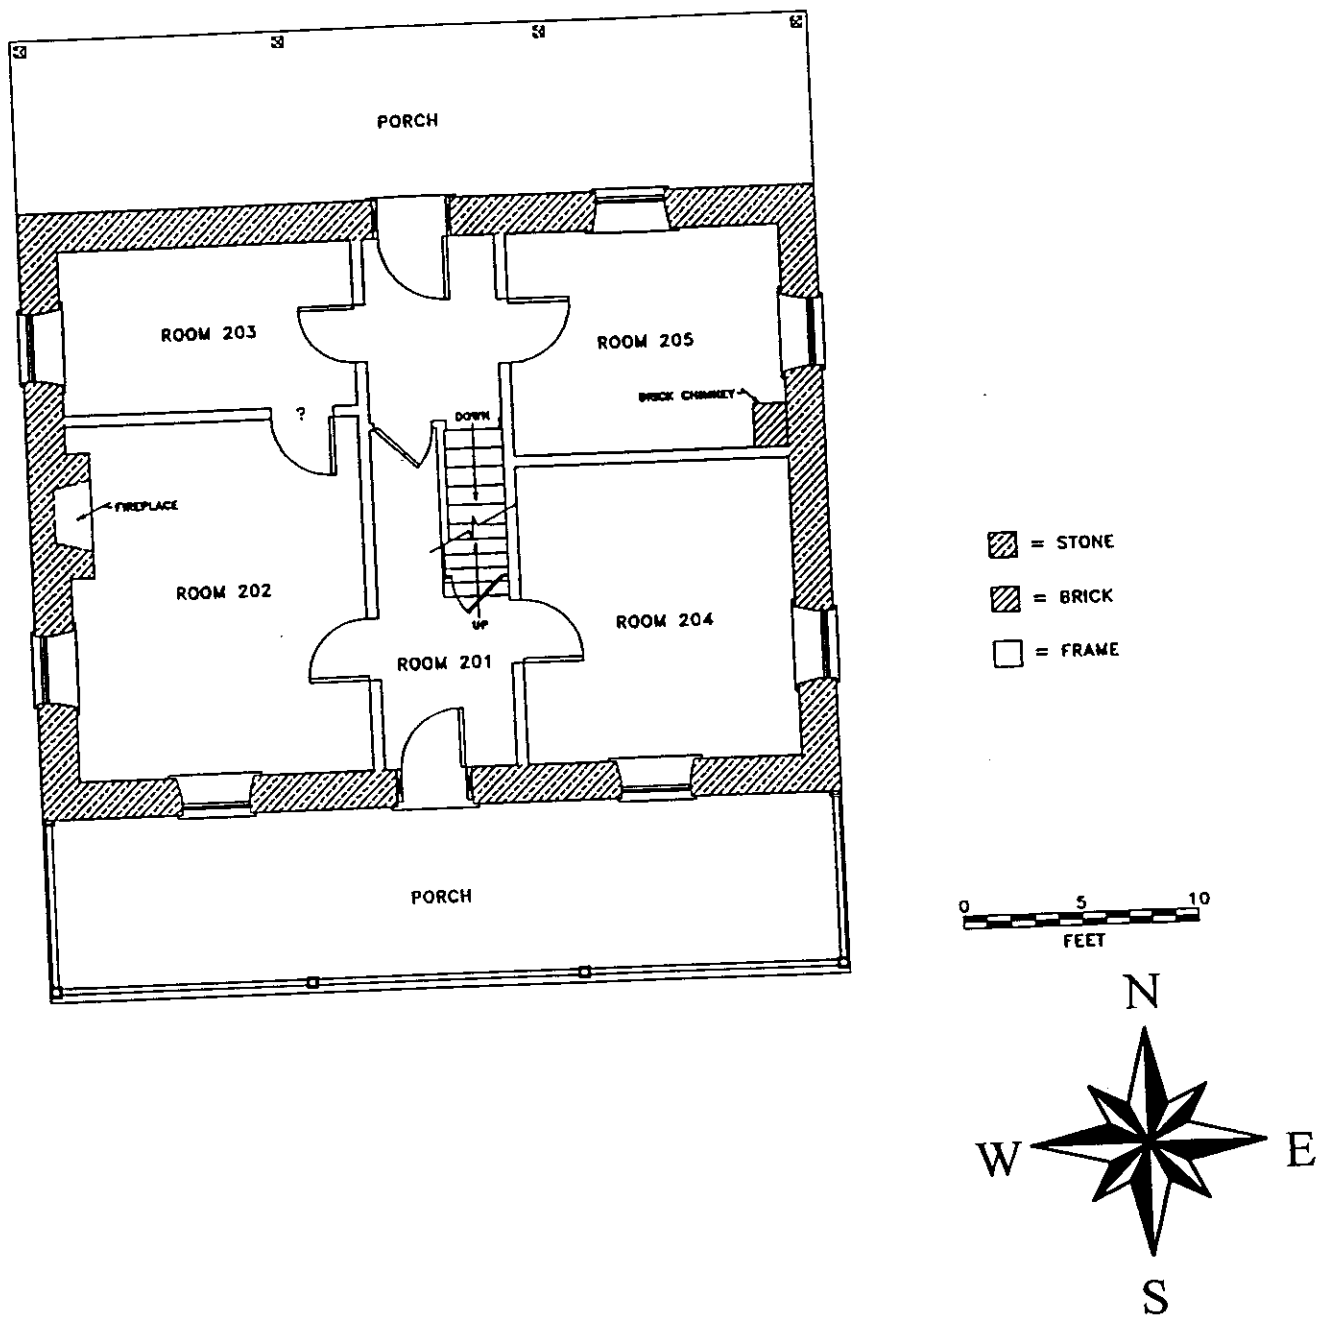 PORCH
ROOM 203
ROOM 205
BRICK CHIMNEY
?
DOWN
FIREPLACE
= STONE
ROOM 202
= BRICK
UP
ROOM 204
ROOM 201
= FRAME
PORCH
0 5 10
FEET
N
W E
S